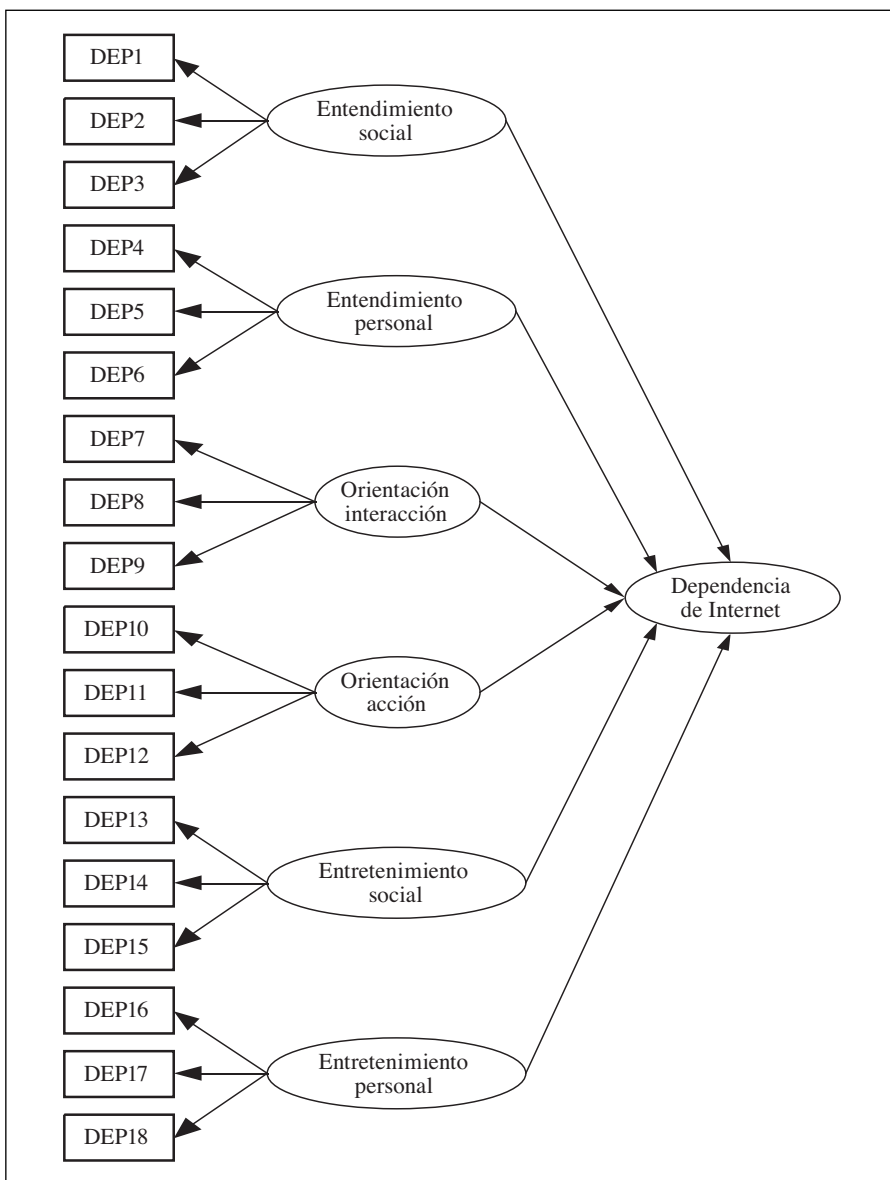 DEP1
DEP2
DEP3
Entendimiento
social
DEP4
DEP5
DEP6
Entendimiento
personal
DEP7
DEP8
DEP9
Orientación
interacción
Dependencia
de Internet
DEP10
DEP11
DEP12
Orientación
acción
DEP13
DEP14
DEP15
Entretenimiento
social
DEP16
DEP17
DEP18
Entretenimiento
personal